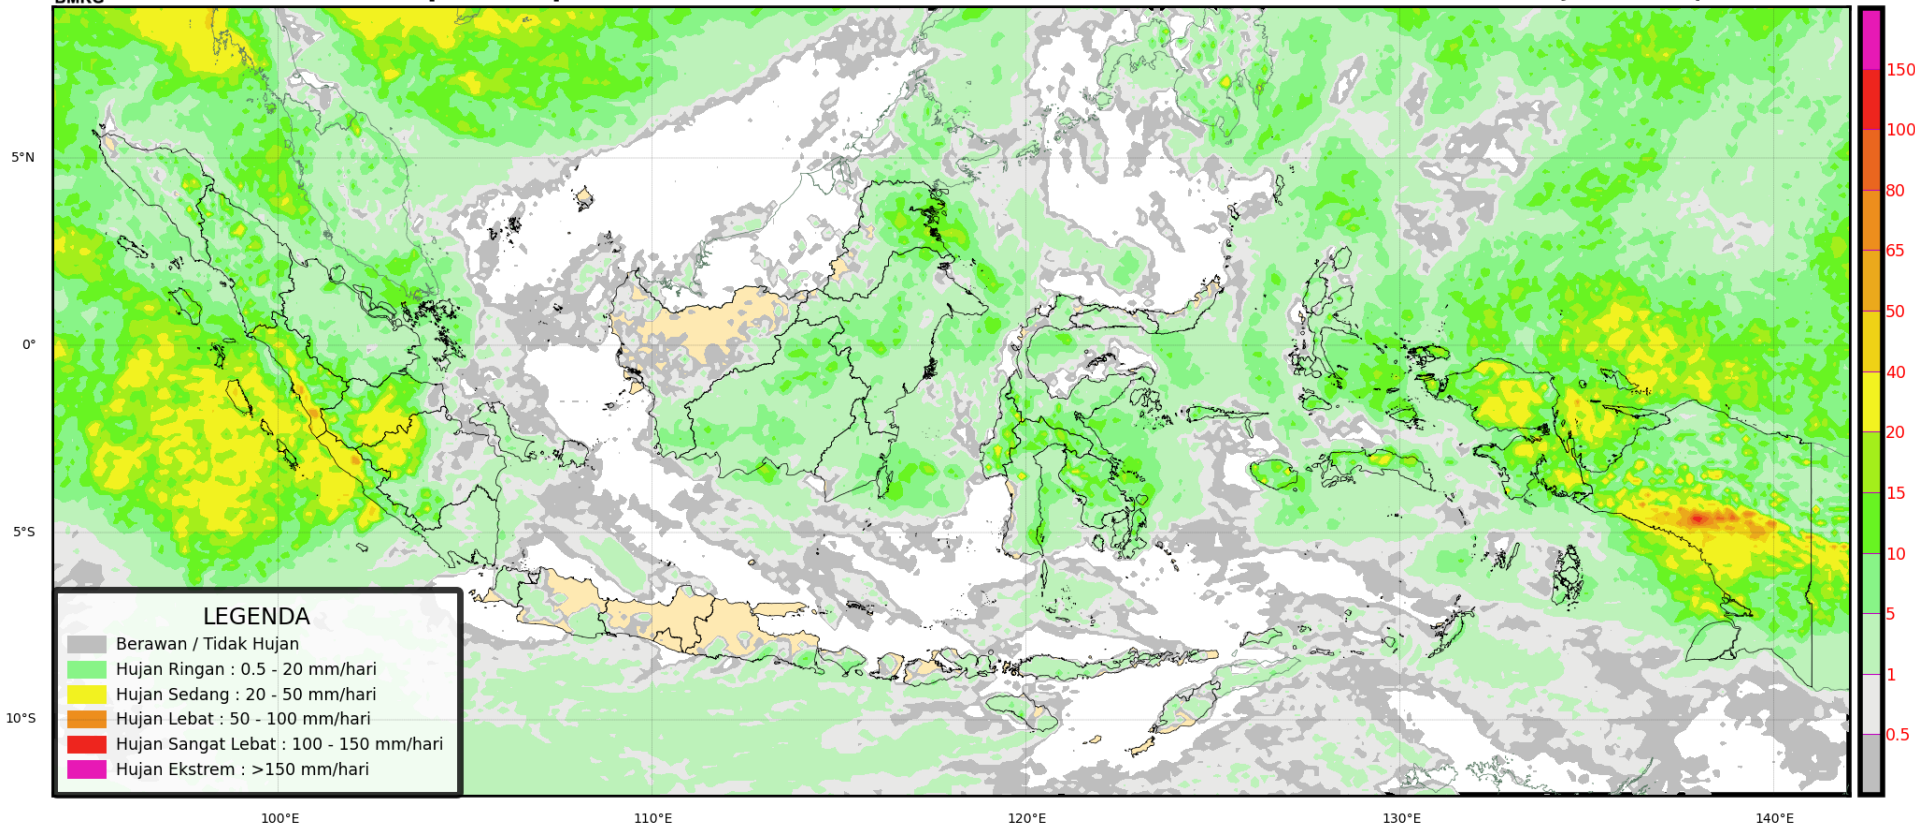 5°N
0°
5°S
10°S
LEGENDA
Berawan / Tidak Hujan
Hujan Ringan : 0.5 - 20 mm/hari
Hujan Sedang : 20 - 50 mm/hari
Hujan Lebat : 50 - 100 mm/hari
Hujan Sangat Lebat : 100 - 150 mm/hari
Hujan Ekstrem : >150 mm/hari
100°E
110°E
120°E
130°E
140°E
150
100
80
65
50
40
20
15
10
5
1
0.5